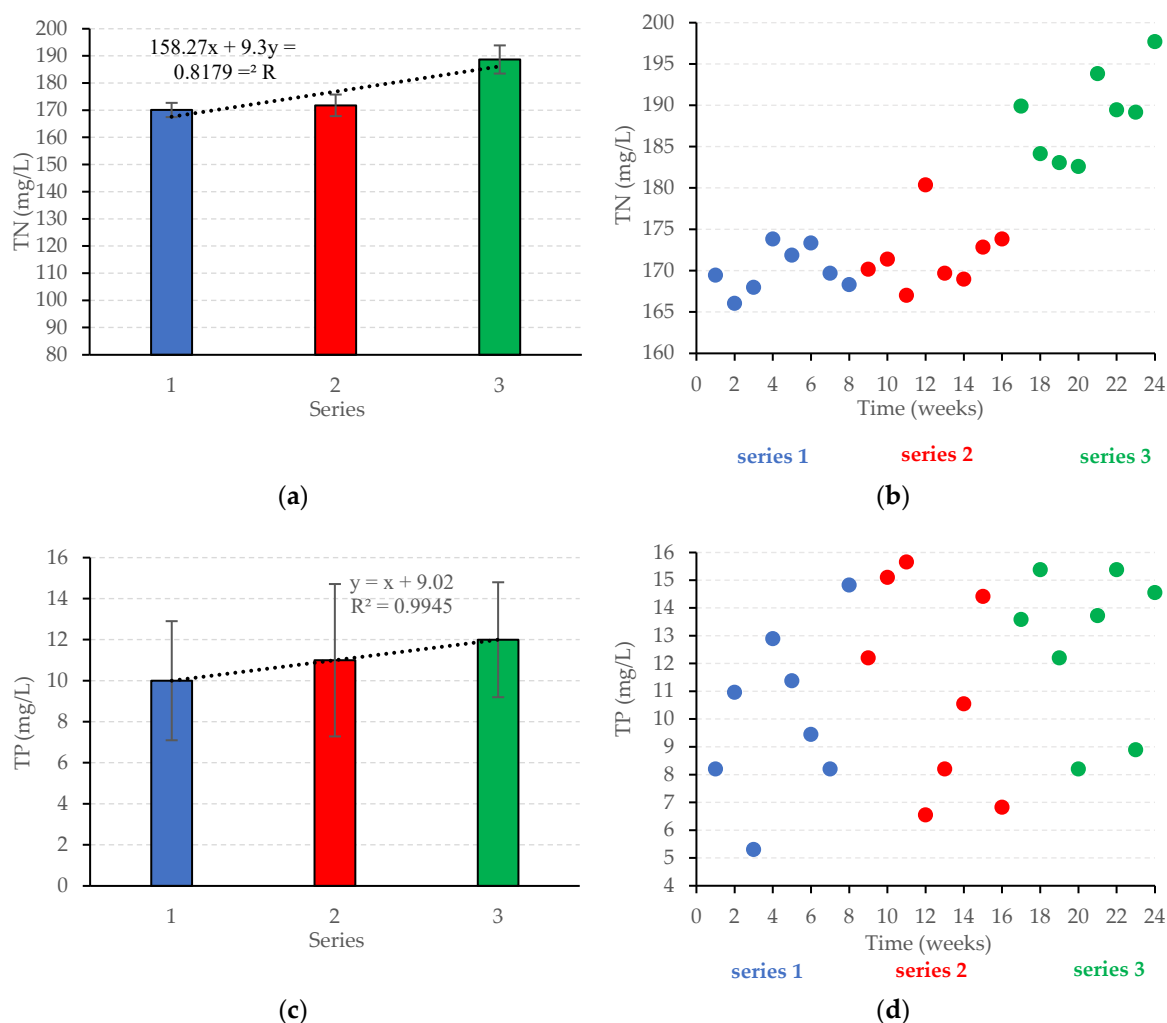 158.27x + 9.3y =
0.8179 =² R
200
190
180
170
160
150
140
130
120
110
100
90
80
TN (mg/L)
1 2 3
Series
(a)
200
195
190
185
180
175
170
165
160
TN (mg/L)
0 2 4 6 8 10 12 14 16 18 20 22 24
Time (weeks)
series 1 series 2 series 3
(b)
y = x + 9.02
R² = 0.9945
16
14
12
10
8
6
4
2
0
TP (mg/L)
1 2 3
Series
(c)
16
15
14
13
12
11
10
9
8
7
6
5
4
TP (mg/L)
0 2 4 6 8 10 12 14 16 18 20 22 24
Time (weeks)
series 1 series 2 series 3
(d)